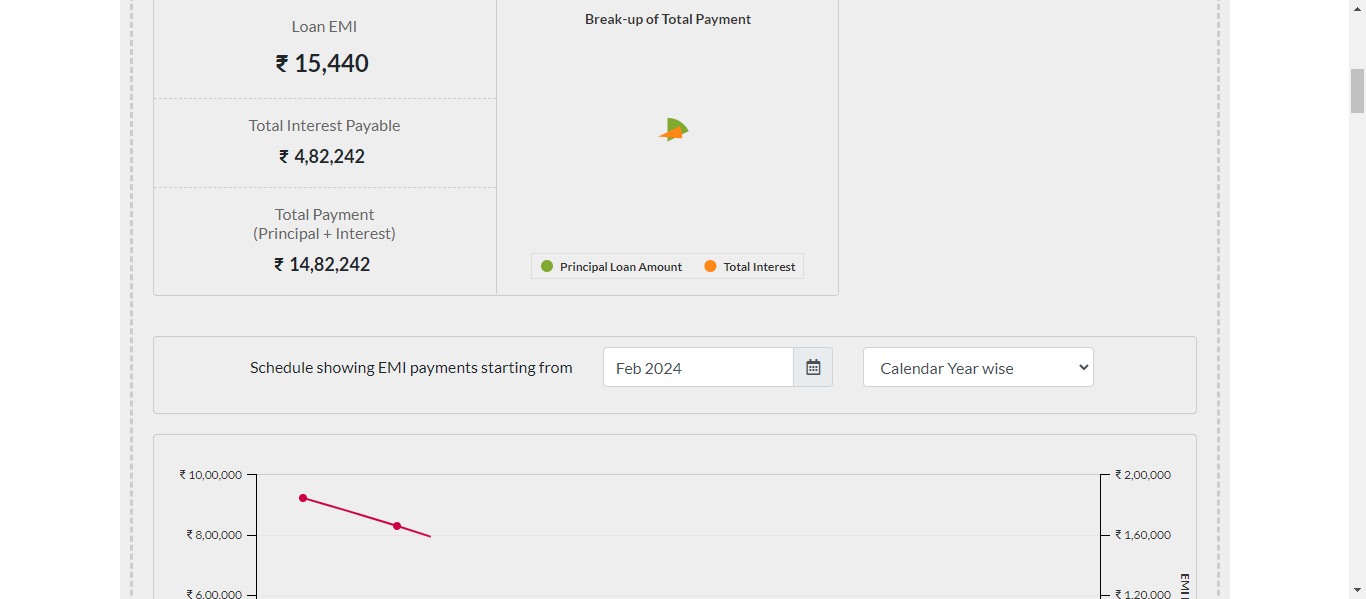 Loan EMI
₹ 15,440
Total Interest Payable
₹ 4,82,242
Total Payment
(Principal + Interest)
₹ 14,82,242
Break-up of Total Payment
Principal Loan Amount
Total Interest
Schedule showing EMI payments starting from
Feb 2024
Calendar Year wise
₹ 10,00,000
₹ 8,00,000
₹ 6,00,000
₹ 2,00,000
₹ 1,60,000
₹ 1,20,000
EMI